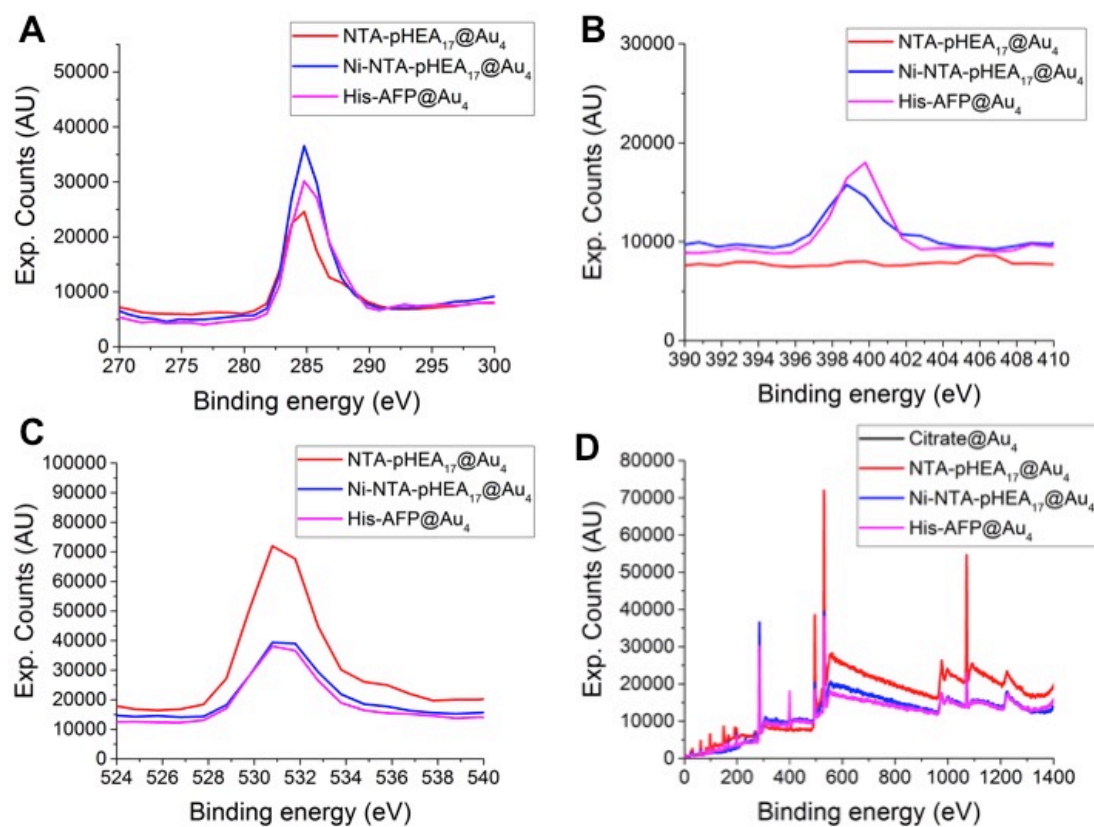 A
NTA-pHEA₁₇@Au₄
Ni-NTA-pHEA₁₇@Au₄
His-AFP@Au₄
Exp. Counts (AU)
50000
40000
30000
20000
10000
0
270 275 280 285 290 295 300
Binding energy (eV)
B
NTA-pHEA₁₇@Au₄
Ni-NTA-pHEA₁₇@Au₄
His-AFP@Au₄
Exp. Counts (AU)
30000
20000
10000
0
390 392 394 396 398 400 402 404 406 408 410
Binding energy (eV)
C
NTA-pHEA₁₇@Au₄
Ni-NTA-pHEA₁₇@Au₄
His-AFP@Au₄
Exp. Counts (AU)
100000
90000
80000
70000
60000
50000
40000
30000
20000
10000
0
524 526 528 530 532 534 536 538 540
Binding energy (eV)
D
Citrate@Au₄
NTA-pHEA₁₇@Au₄
Ni-NTA-pHEA₁₇@Au₄
His-AFP@Au₄
Exp. Counts (AU)
80000
70000
60000
50000
40000
30000
20000
10000
0
0 200 400 600 800 1000 1200 1400
Binding energy (eV)